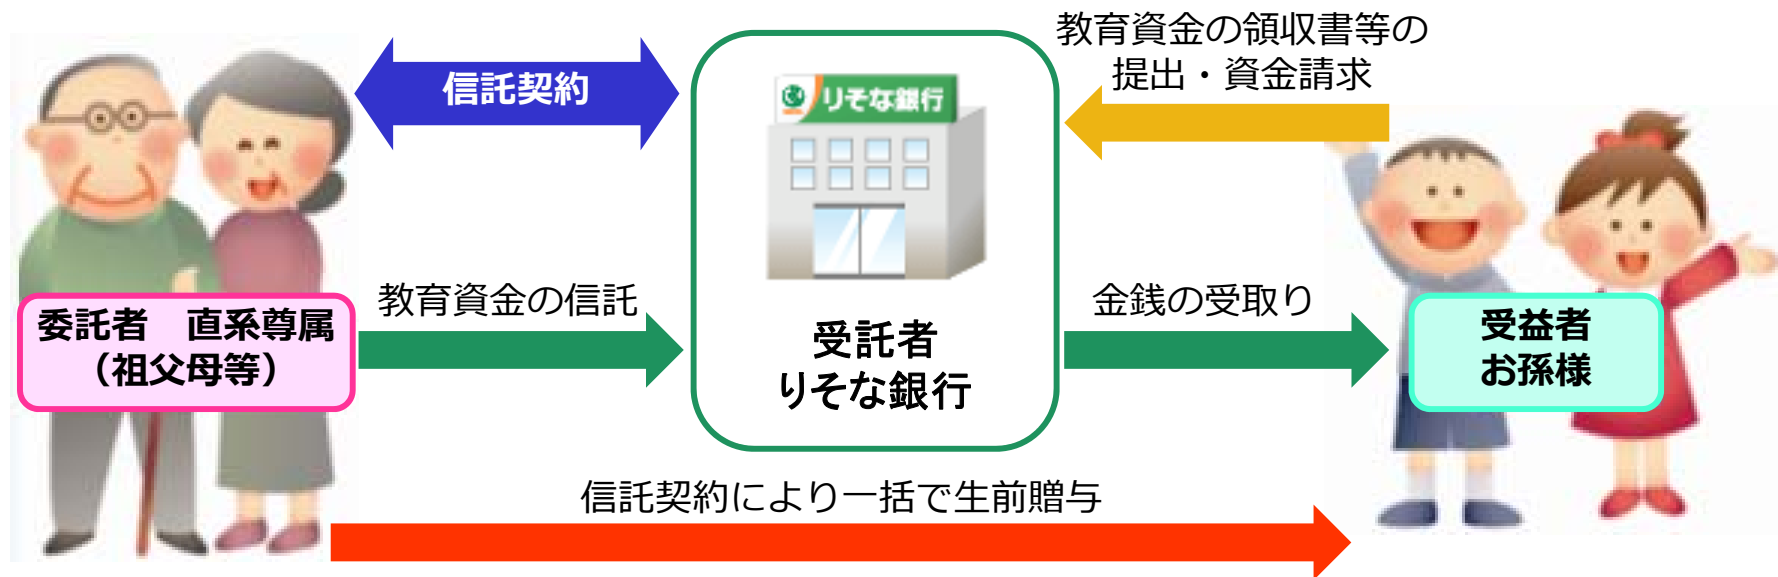 教育資金の領収書等の
提出・資金請求
信託契約
りそな銀行
教育資金の信託
金銭の受取り
委託者　直系尊属
（祖父母等）
受託者
りそな銀行
受益者
お孫様
信託契約により一括で生前贈与